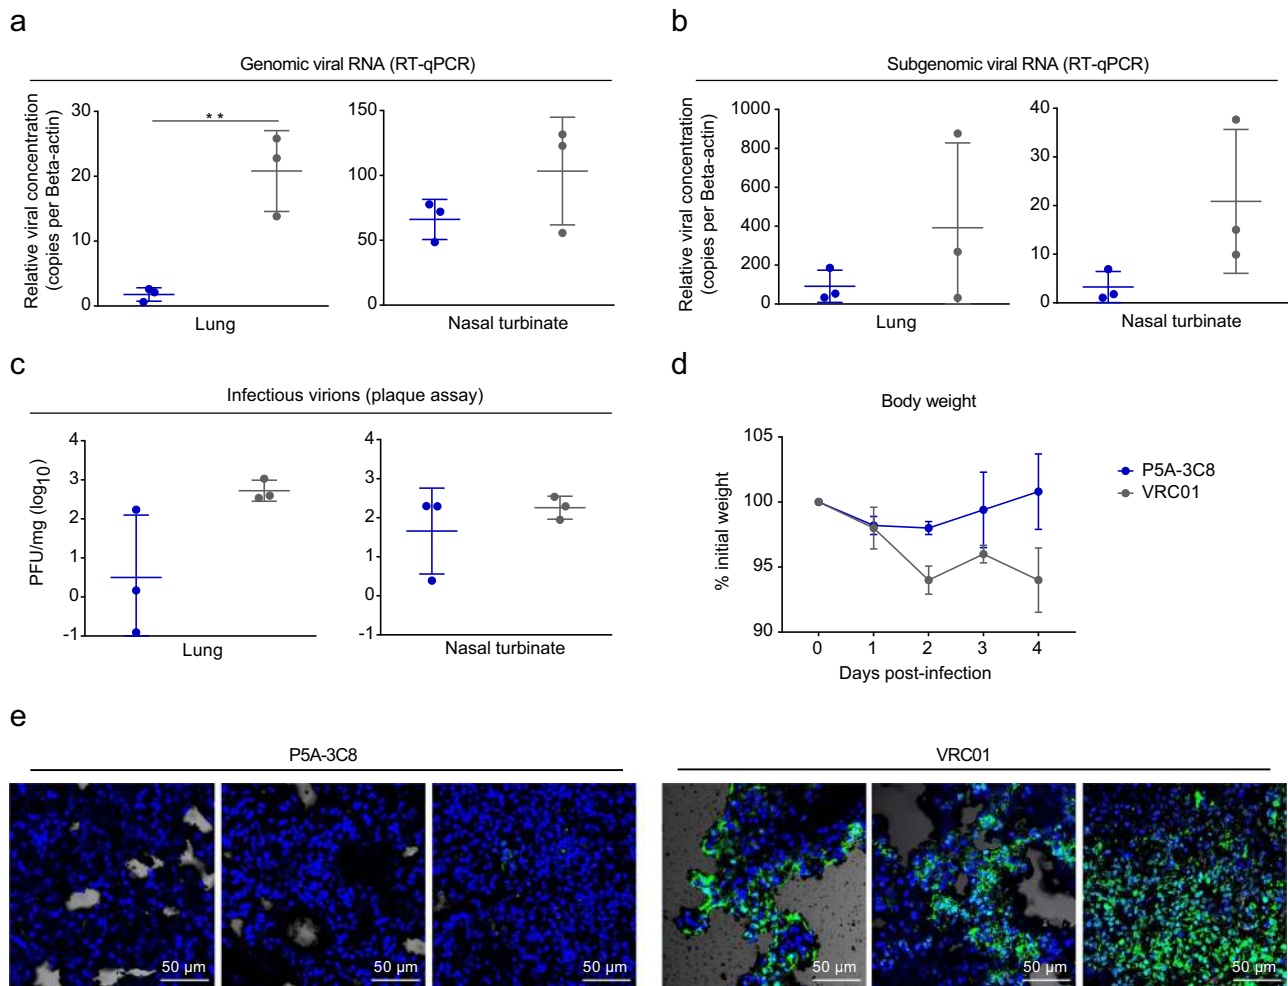 a
Genomic viral RNA (RT-qPCR)
Relative viral concentration
(copies per Beta-actin)
30
20
10
0
**
Lung
150
100
50
0
Nasal turbinate
b
Subgenomic viral RNA (RT-qPCR)
Relative viral concentration
(copies per Beta-actin)
1000
800
600
400
200
0
Lung
40
30
20
10
0
Nasal turbinate
c
Infectious virions (plaque assay)
PFU/mg (log10)
4
3
2
1
0
-1
Lung
4
3
2
1
0
-1
Nasal turbinate
d
Body weight
% initial weight
105
100
95
90
0 1 2 3 4
Days post-infection
P5A-3C8
VRC01
e
P5A-3C8
50 µm
50 µm
50 µm
VRC01
50 µm
50 µm
50 µm